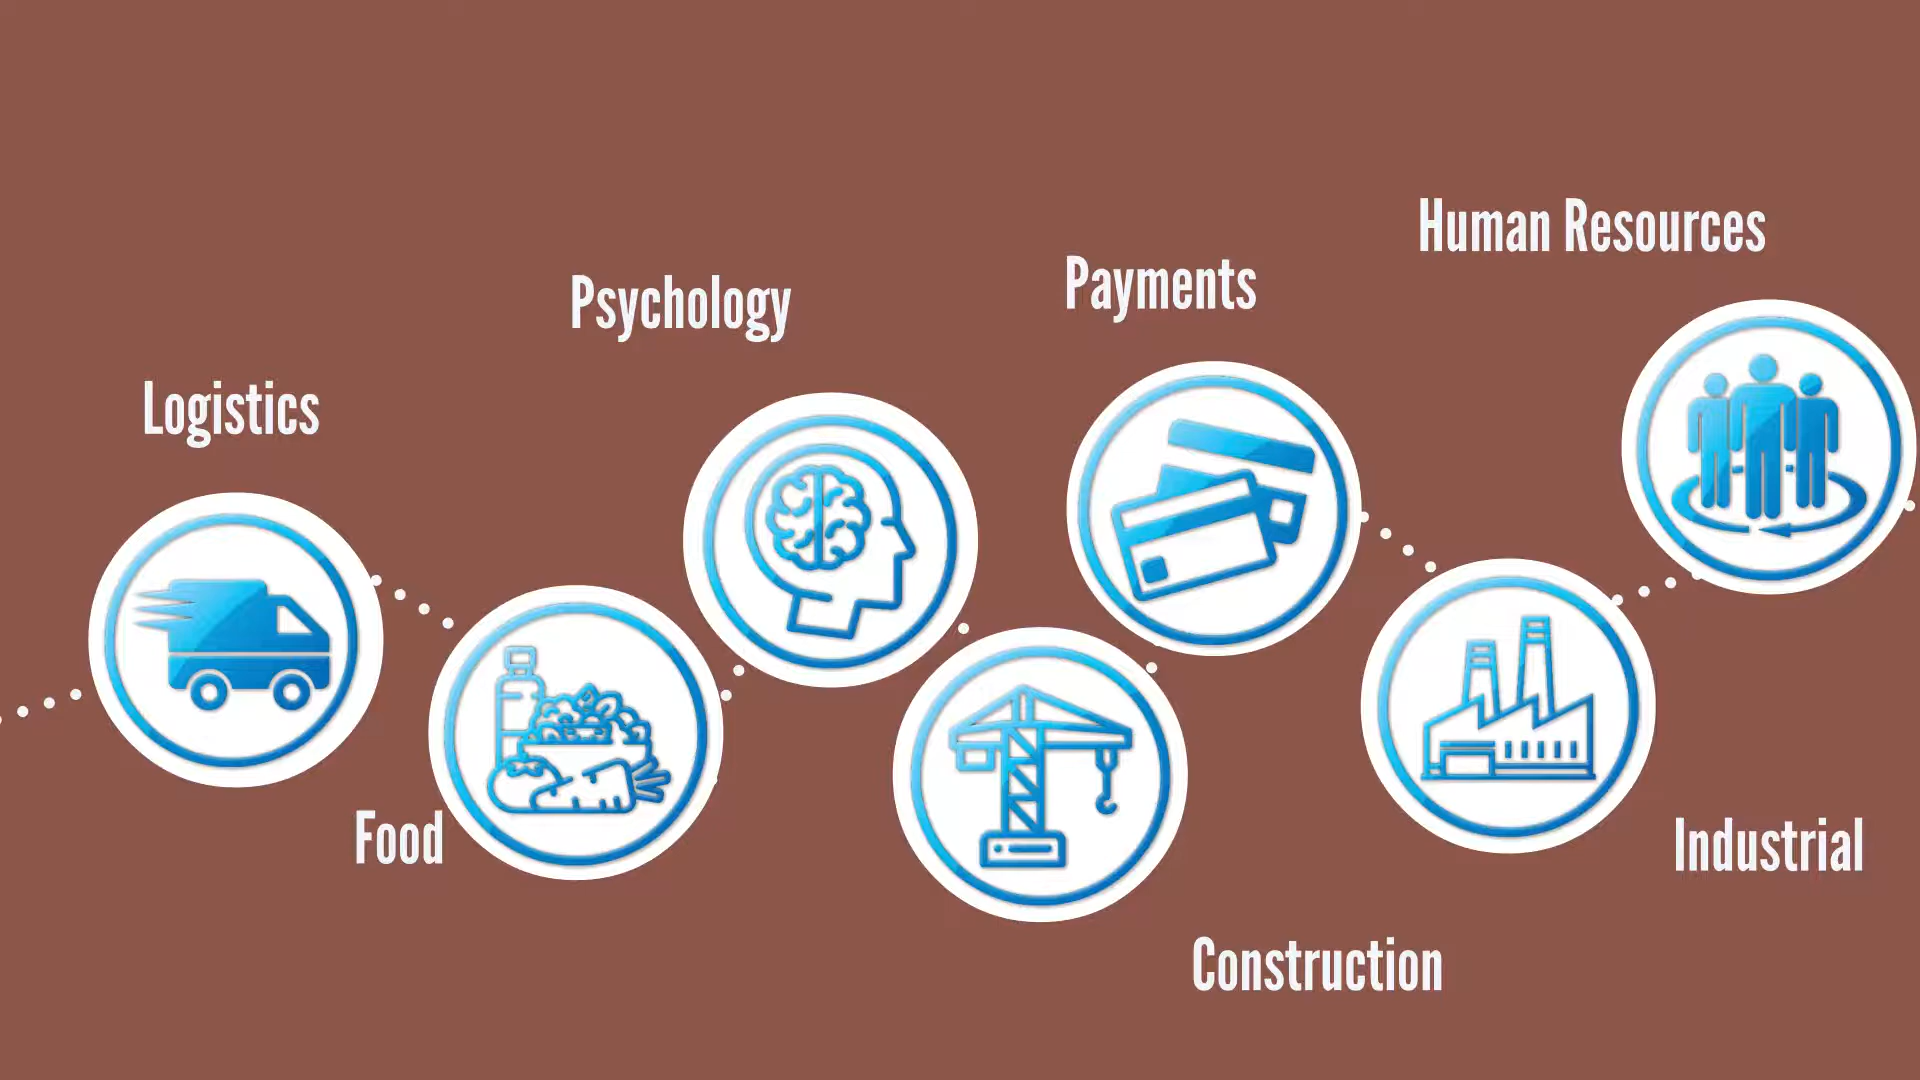 Logistics
Food
Psychology
Construction
Payments
Industrial
Human Resources